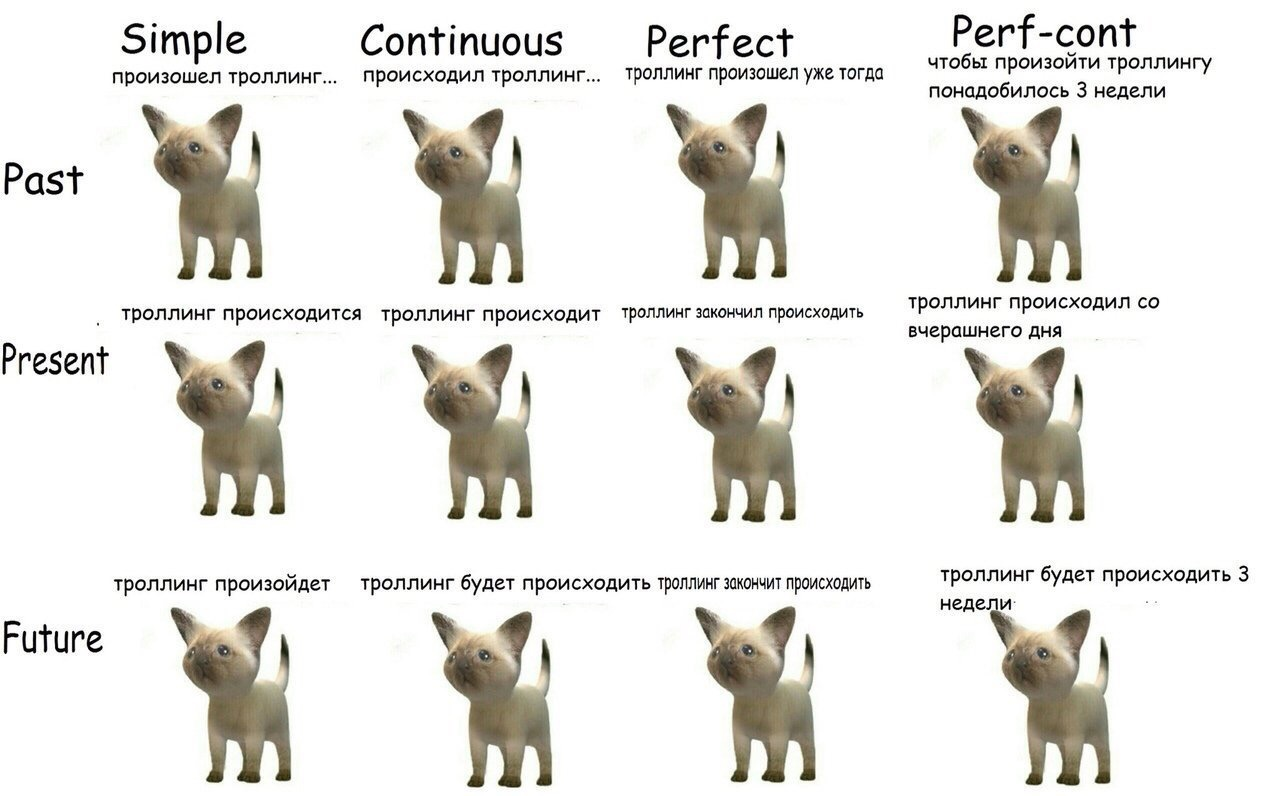 Simple
Continuous
Perfect
Perf-cont
произошел троллинг...
происходил троллинг...
троллинг произошел уже тогда
чтобы произойти троллингу
понадобилось 3 недели
Past
троллинг происходится
троллинг происходит
троллинг закончил происходить
троллинг происходил со
вчерашнего дня
Present
троллинг произойдет
троллинг будет происходить
троллинг закончит происходить
троллинг будет происходить 3
недели
Future